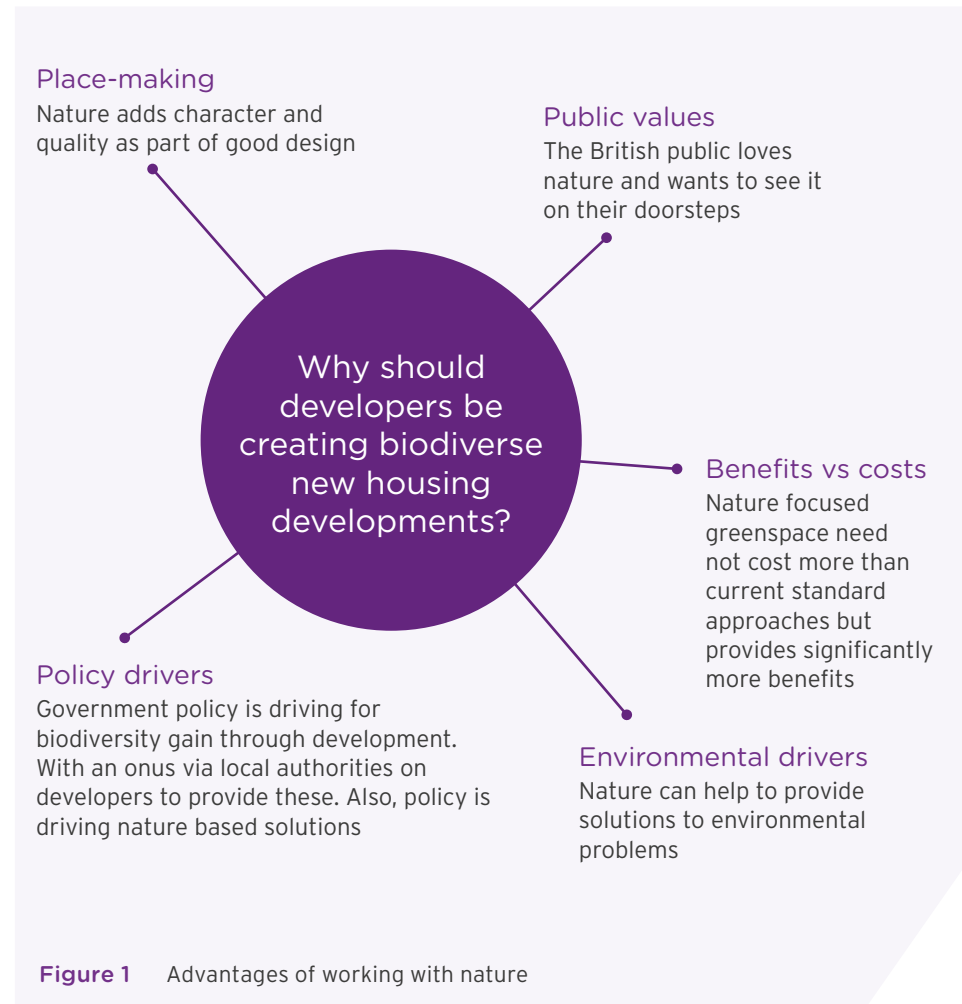 Place-making
Nature adds character and
quality as part of good design
Public values
The British public loves
nature and wants to see it
on their doorsteps
Why should
developers be
creating biodiverse
new housing
developments?
Benefits vs costs
Nature focused
greenspace need
not cost more than
current standard
approaches but
provides significantly
more benefits
Policy drivers
Government policy is driving for
biodiversity gain through development.
With an onus via local authorities on
developers to provide these. Also, policy is
driving nature based solutions
Environmental drivers
Nature can help to provide
solutions to environmental
problems
Figure 1 Advantages of working with nature